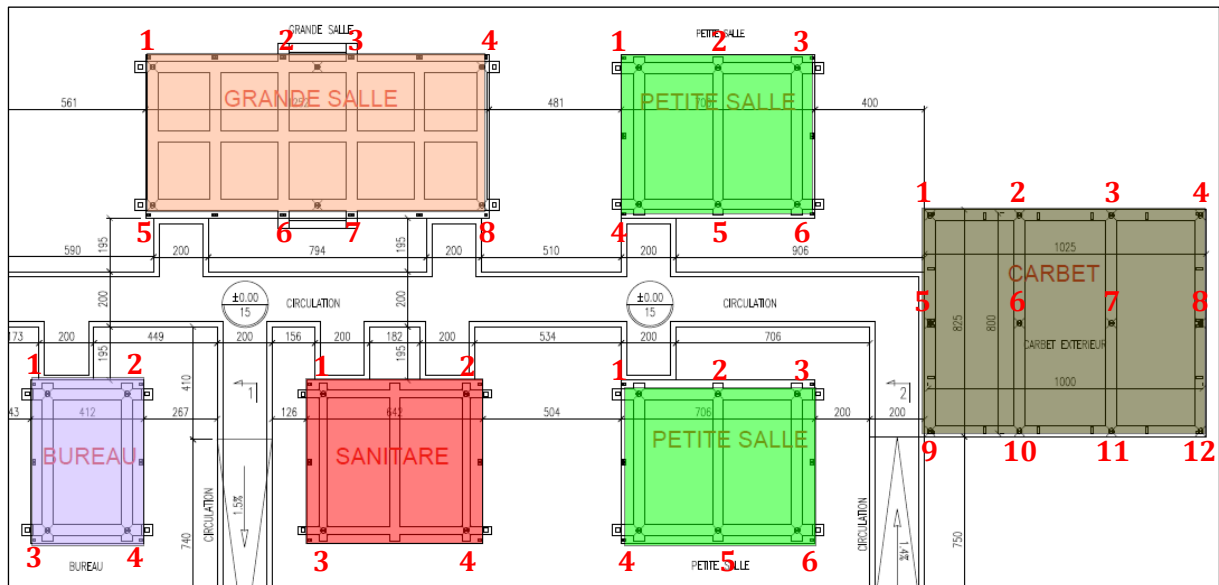 GRANDE SALLE
PETITE SALLE
1 2 3 4
1 2 3
GRANDE SALLE
PETITE SALLE
561
481
400
1 2 3 4
5 6 7 8
4 5 6
195
590
200
794
200
510
200
906
1025
CARBET
5 6 7 8
±0.00
15
CIRCULATION
±0.00
15
CIRCULATION
200
825
800
CARBET EXTERIEUR
173
200
449
156
200
182
200
534
200
706
195
195
410
1 2
1 2
1 2 3
1
2
1000
43
412
267
126
642
504
706
200
200
9 10 11 12
BUREAU
SANITARE
PETITE SALLE
CIRCULATION
1.5%
740
CIRCULATION
1.4%
750
3 4
3 4
4 5 6
BUREAU
PETITE SALLE